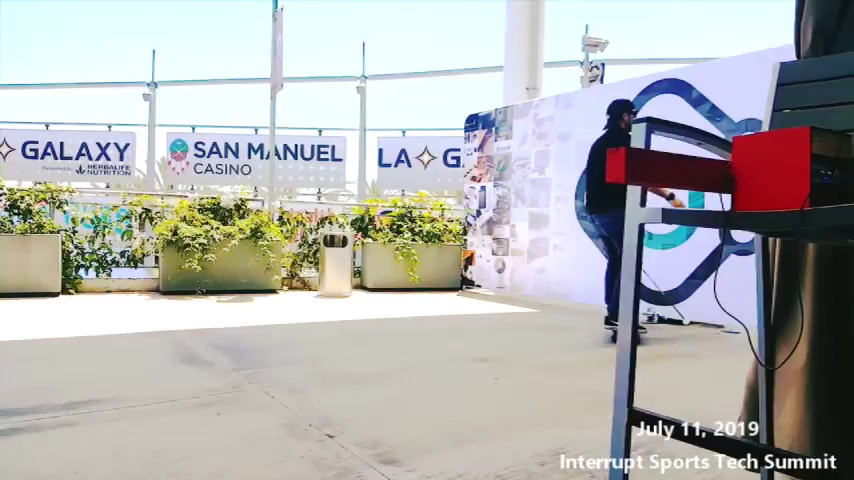 GALAXY
Presented by HERBALIFE
NUTRITION
SAN MANUEL
CASINO
LA G
July 11, 2019
Interrupt Sports Tech Summit